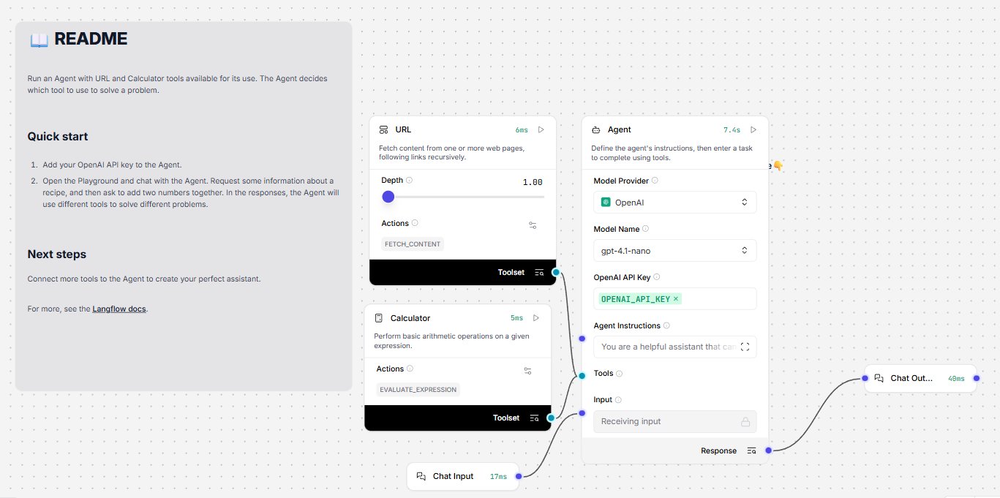 📖 README
Run an Agent with URL and Calculator tools available for its use. The Agent decides
which tool to use to solve a problem.
Quick start
1. Add your OpenAI API key to the Agent.
2. Open the Playground and chat with the Agent. Request some information about a
recipe, and then ask to add two numbers together. In the responses, the Agent will
use different tools to solve different problems.
Next steps
Connect more tools to the Agent to create your perfect assistant.
For more, see the Langflow docs.
URL 6ms
Fetch content from one or more web pages,
following links recursively.
Depth 1.00
Actions
FETCH_CONTENT
Toolset
Calculator 5ms
Perform basic arithmetic operations on a given
expression.
Actions
EVALUATE_EXPRESSION
Toolset
Chat Input 17ms
Agent 7.4s
Define the agent's instructions, then enter a task
to complete using tools.
e 👇
Model Provider
OpenAI
Model Name
gpt-4.1-nano
OpenAI API Key
OPENAI_API_KEY ×
Agent Instructions
You are a helpful assistant that can
Tools
Input
Receiving input
Response
Chat Out... 40ms